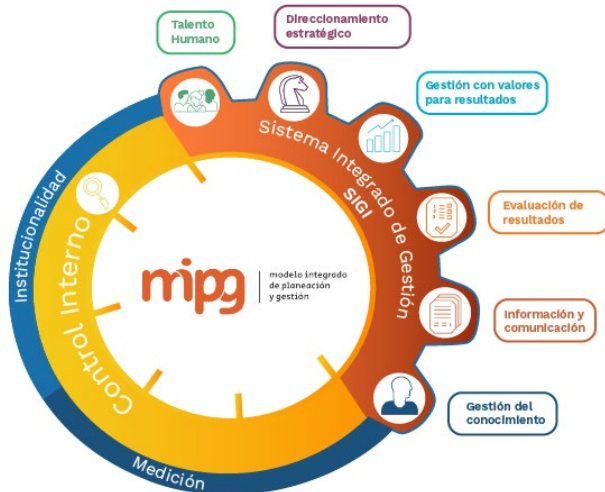 Talento
Humano
Direccionamiento
estratégico
Gestión con valores
para resultados
Evaluación de
resultados
Información y
comunicación
Gestión del
conocimiento
Sistema Integrado de Gestión
SIGI
Institucionalidad
Control Interno
Medición
mipg
modelo integrado
de planeación
y gestión